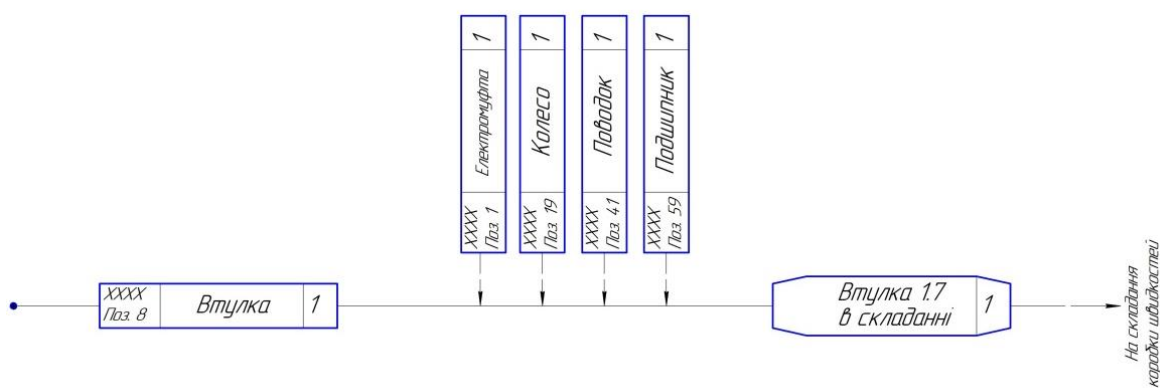 Електромуфта 1
XXXX
Поз. 1
Колесо 1
XXXX
Поз. 19
Поводок 1
XXXX
Поз. 41
Подшипник 1
XXXX
Поз. 59
XXXX
Поз. 8
Втулка
1
Втулка 1.7
в складанні
1
На складання
коробки швидкостей